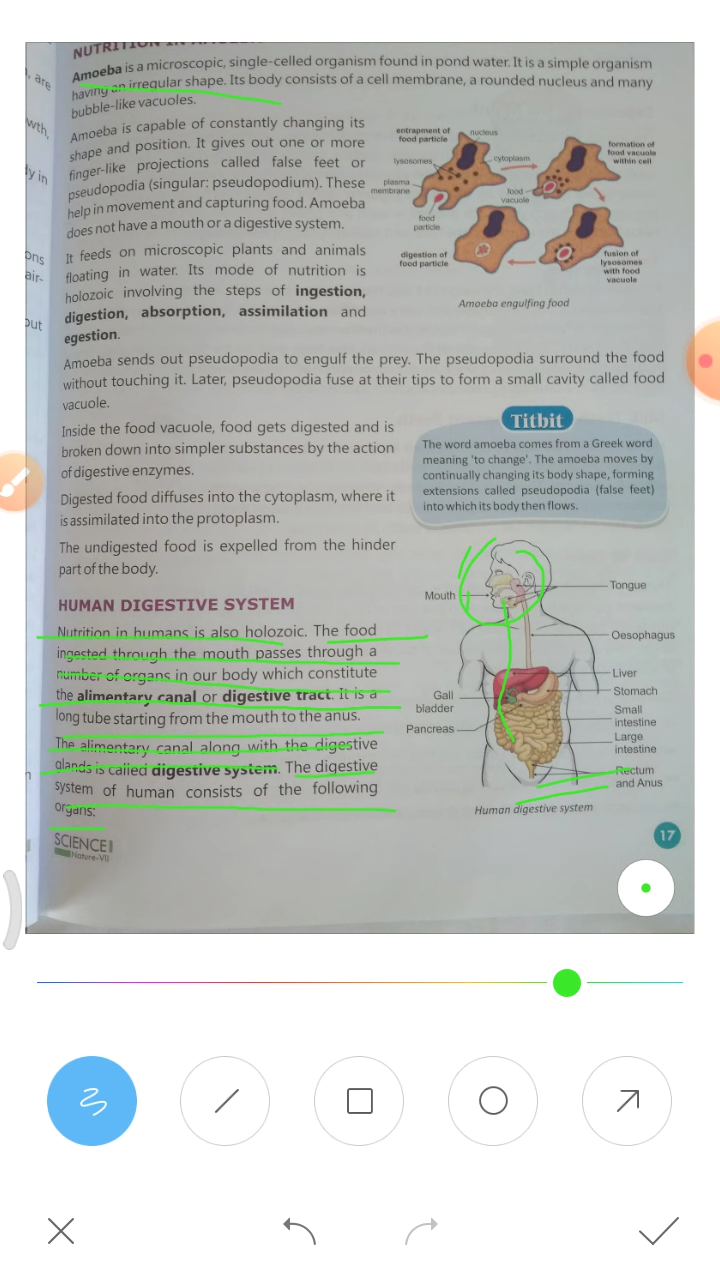 NUTRITION IN
Amoeba is a microscopic, single-celled organism found in pond water. It is a simple organism
having an irregular shape. Its body consists of a cell membrane, a rounded nucleus and many
bubble-like vacuoles.
, are
wth,
ly in
ons
air-
out
Amoeba is capable of constantly changing its
shape and position. It gives out one or more
finger-like projections called false feet or
pseudopodia (singular: pseudopodium). These
help in movement and capturing food. Amoeba
does not have a mouth or a digestive system.
It feeds on microscopic plants and animals
floating in water. Its mode of nutrition is
holozoic involving the steps of ingestion,
digestion, absorption, assimilation and
egestion.
entrapment of
food particle
nucleus
lysosomes
cytoplasm
plasma
membrane
food
vacuole
food
particle
formation of
food vacuole
within cell
digestion of
food particle
fusion of
lysosomes
with food
vacuole
Amoeba engulfing food
Amoeba sends out pseudopodia to engulf the prey. The pseudopodia surround the food
without touching it. Later, pseudopodia fuse at their tips to form a small cavity called food
vacuole.
Inside the food vacuole, food gets digested and is
broken down into simpler substances by the action
of digestive enzymes.
Digested food diffuses into the cytoplasm, where it
is assimilated into the protoplasm.
The undigested food is expelled from the hinder
part of the body.
Titbit
The word amoeba comes from a Greek word
meaning 'to change'. The amoeba moves by
continually changing its body shape, forming
extensions called pseudopodia (false feet)
into which its body then flows.
HUMAN DIGESTIVE SYSTEM
Nutrition in humans is also holozoic. The food
ingested through the mouth passes through a
number of organs in our body which constitute
the alimentary canal or digestive tract. It is a
long tube starting from the mouth to the anus.
The alimentary canal along with the digestive
glands is called digestive system. The digestive
system of human consists of the following
organs:
Mouth
Tongue
Oesophagus
Liver
Stomach
Gall
bladder
Small
intestine
Pancreas
Large
intestine
Rectum
and Anus
Human digestive system
SCIENCE
Nature-VII
17